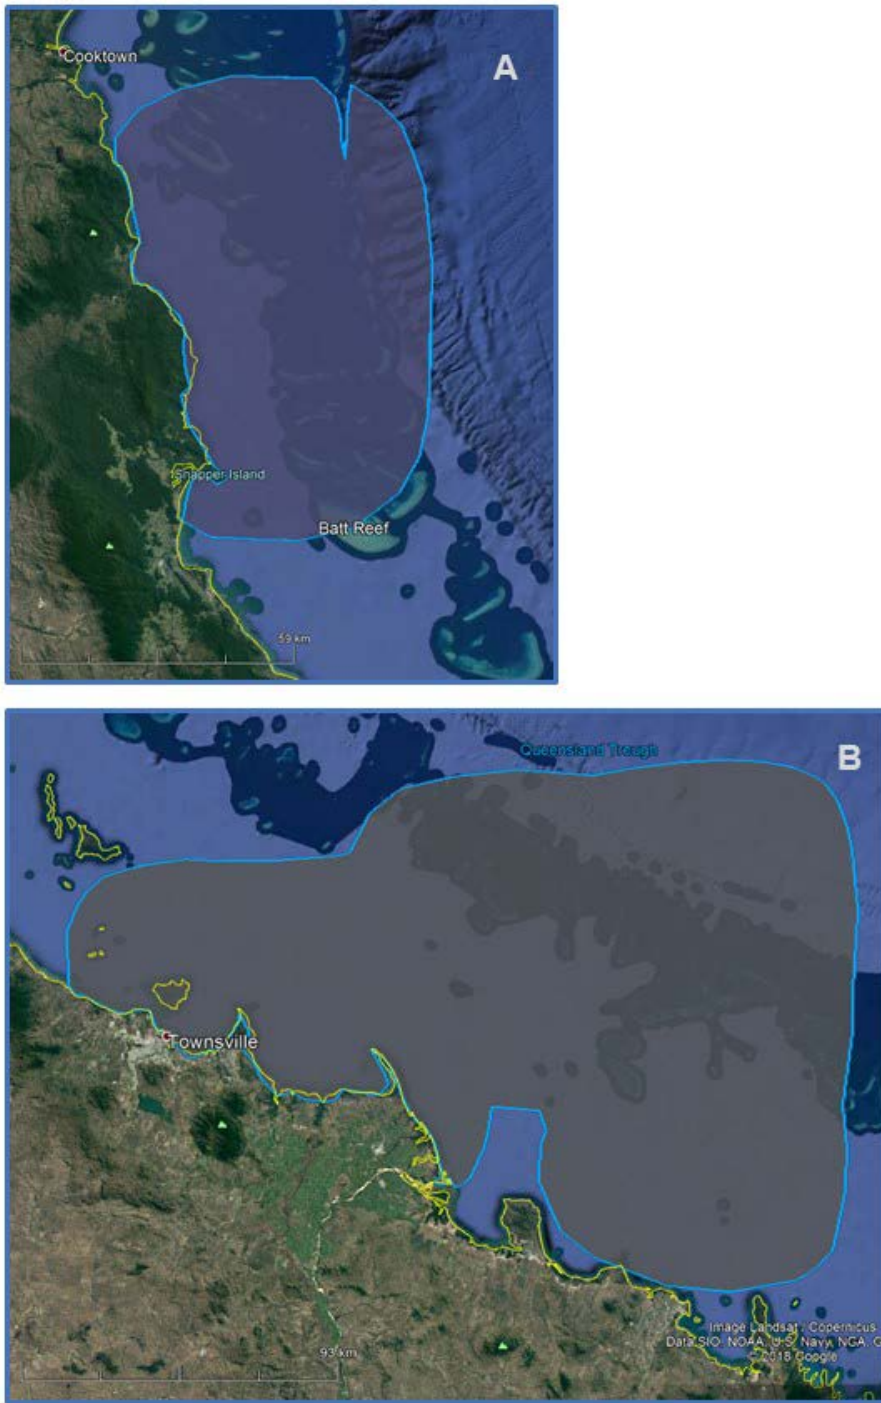 A
Cooktown
Snapper Island
Batt Reef
59 km
Queensland Trough
B
Townsville
93 km
Image Landsat / Copernicus
Data SIO, NOAA, U.S. Navy, NGA,
© 2018 Google